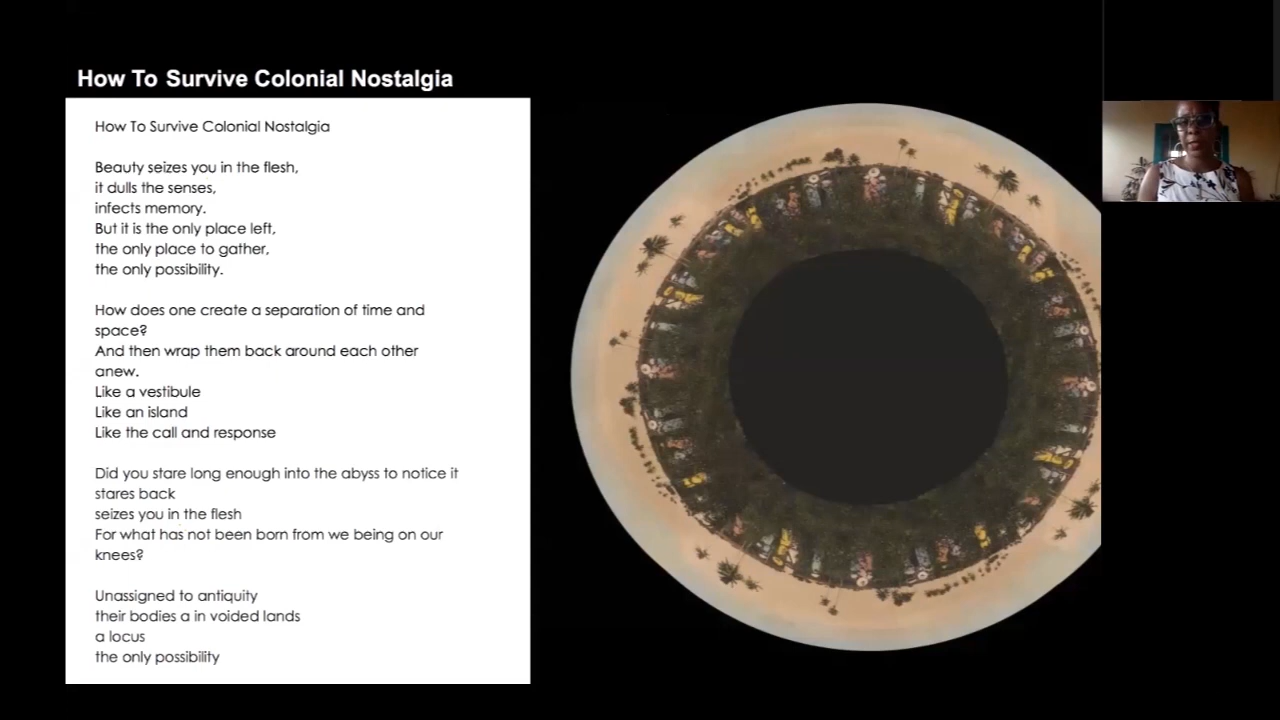 How To Survive Colonial Nostalgia
How To Survive Colonial Nostalgia
Beauty seizes you in the flesh,
it dulls the senses,
infects memory.
But it is the only place left,
the only place to gather,
the only possibility.
How does one create a separation of time and
space?
And then wrap them back around each other
anew.
Like a vestibule
Like an island
Like the call and response
Did you stare long enough into the abyss to notice it
stares back
seizes you in the flesh
For what has not been born from we being on our
knees?
Unassigned to antiquity
their bodies a in voided lands
a locus
the only possibility